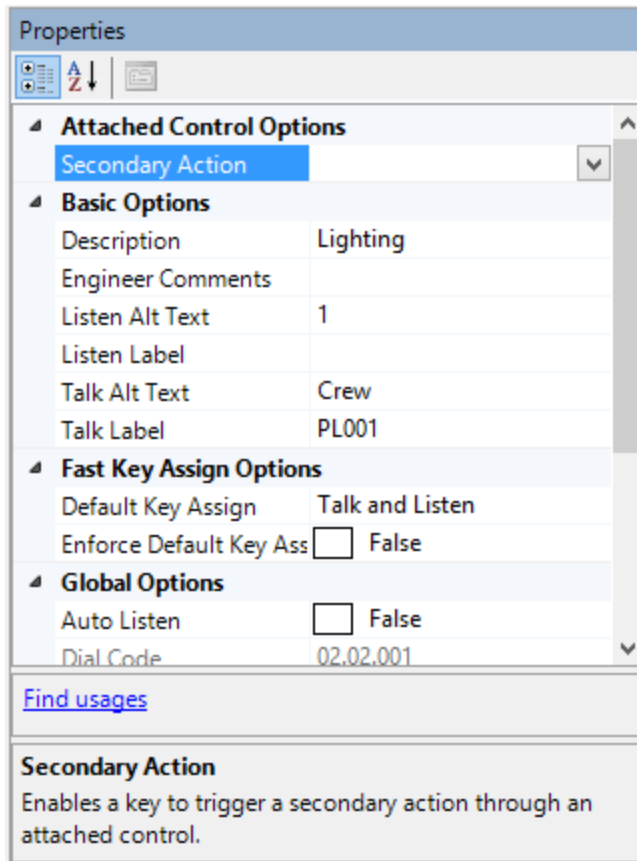 Properties
Attached Control Options
Secondary Action
Basic Options
Description Lighting
Engineer Comments
Listen Alt Text 1
Listen Label
Talk Alt Text Crew
Talk Label PL001
Fast Key Assign Options
Default Key Assign Talk and Listen
Enforce Default Key Ass False
Global Options
Auto Listen False
Dial Code 02.02.001
Find usages
Secondary Action
Enables a key to trigger a secondary action through an
attached control.